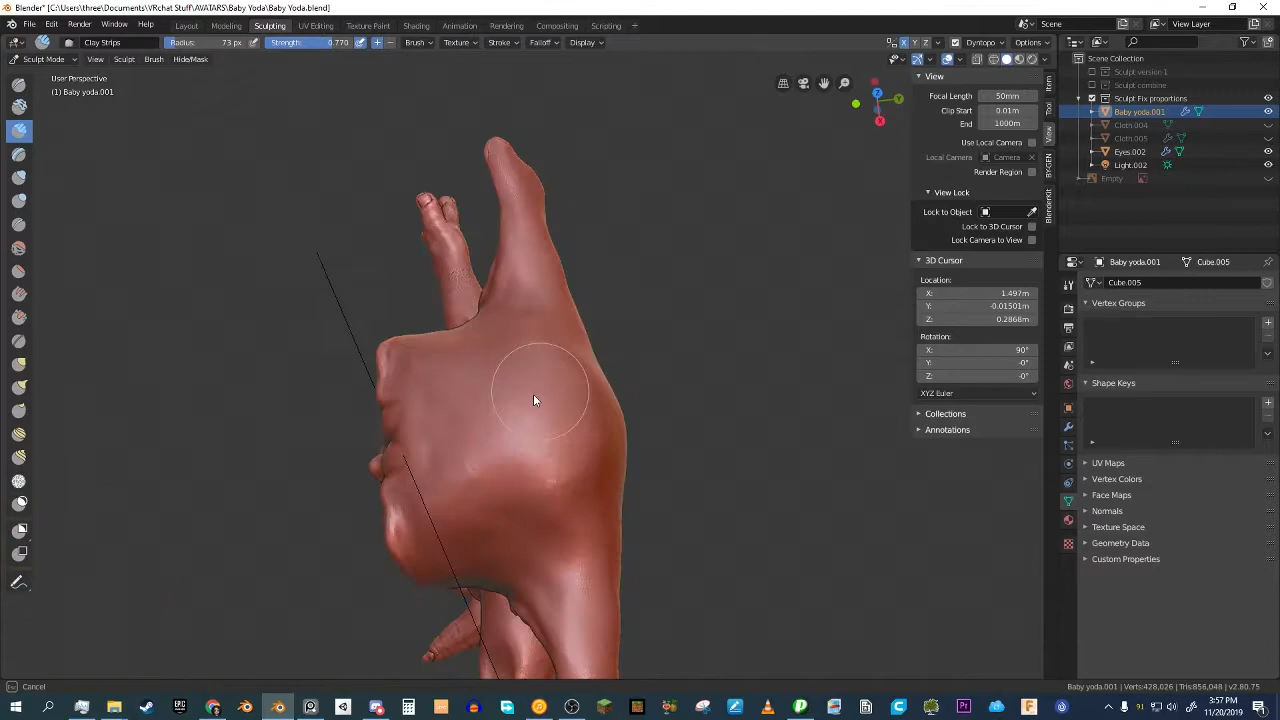 Blender* [C:\Users\three\Documents\VRchat Stuff\AVATARS\Baby Yoda\Baby Yoda.blend]
File Edit Render Window Help Layout Modeling Sculpting UV Editing Texture Paint Shading Animation Rendering Compositing Scripting Scene View Layer
Clay Strips Radius: 73 px Strength: 0.770 Brush Texture Stroke Falloff Display X Y Z Dyntopo Options
Sculpt Mode View Sculpt Brush Hide/Mask
User Perspective
(1) Baby yoda.001
View
Focal Length 50mm
Clip Start 0.01m
End 1000m
Use Local Camera
Local Camera Camera
Render Region
View Lock
Lock to Object
Lock to 3D Cursor
Lock Camera to View
3D Cursor
Location:
X: 1.497m
Y: -0.01501m
Z: 0.2868m
Rotation:
X: 90°
Y: -0°
Z: -0°
XYZ Euler
Collections
Annotations
Item
Tool
View
BY-GEN
BlenderKit
Scene Collection
Sculpt version 1
Sculpt combine
Sculpt Fix proportions
Baby yoda.001
Cloth.004
Cloth.005
Eyes.002
Light.002
Empty
Baby yoda.001 Cube.005
Cube.005
Vertex Groups
Shape Keys
UV Maps
Vertex Colors
Face Maps
Normals
Texture Space
Geometry Data
Custom Properties
Cancel
Baby yoda.001 | Verts:428,026 | Tris:856,048 | v2.80.75
3:57 PM
11/20/2019